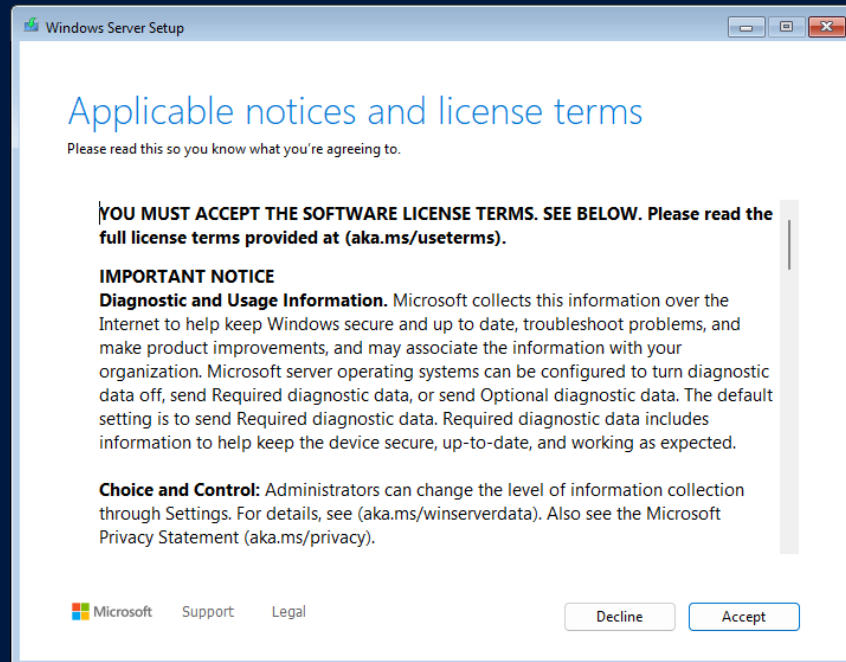 Windows Server Setup
Applicable notices and license terms
Please read this so you know what you're agreeing to.
YOU MUST ACCEPT THE SOFTWARE LICENSE TERMS. SEE BELOW. Please read the
full license terms provided at (aka.ms/useterms).
IMPORTANT NOTICE
Diagnostic and Usage Information. Microsoft collects this information over the
Internet to help keep Windows secure and up to date, troubleshoot problems, and
make product improvements, and may associate the information with your
organization. Microsoft server operating systems can be configured to turn diagnostic
data off, send Required diagnostic data, or send Optional diagnostic data. The default
setting is to send Required diagnostic data. Required diagnostic data includes
information to help keep the device secure, up-to-date, and working as expected.
Choice and Control: Administrators can change the level of information collection
through Settings. For details, see (aka.ms/winserverdata). Also see the Microsoft
Privacy Statement (aka.ms/privacy).
Microsoft Support Legal Decline Accept